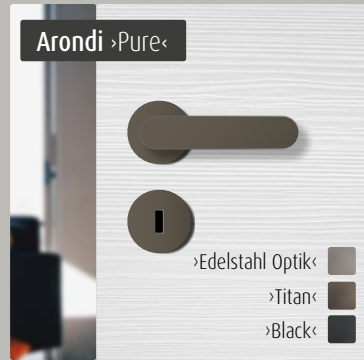 Arondi ›Pure‹
›Edelstahl Optik‹
›Titan‹
›Black‹